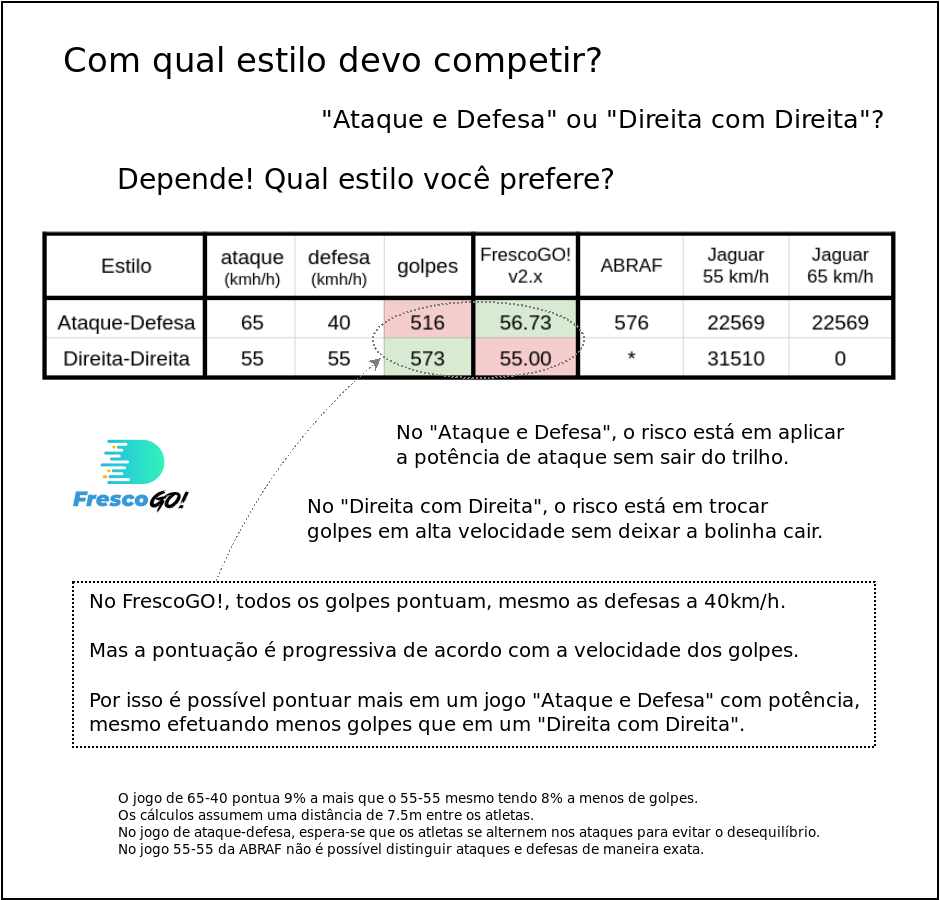 Com qual estilo devo competir?
"Ataque e Defesa" ou "Direita com Direita"?
Depende! Qual estilo você prefere?
Estilo ataque (kmh/h) defesa (kmh/h) golpes FrescoGO! v2.x ABRAF Jaguar 55 km/h Jaguar 65 km/h
Ataque-Defesa 65 40 516 56.73 576 22569 22569
Direita-Direita 55 55 573 55.00 * 31510 0
No "Ataque e Defesa", o risco está em aplicar
a potência de ataque sem sair do trilho.
FrescoGO!
No "Direita com Direita", o risco está em trocar
golpes em alta velocidade sem deixar a bolinha cair.
No FrescoGO!, todos os golpes pontuam, mesmo as defesas a 40km/h.
Mas a pontuação é progressiva de acordo com a velocidade dos golpes.
Por isso é possível pontuar mais em um jogo "Ataque e Defesa" com potência,
mesmo efetuando menos golpes que em um "Direita com Direita".
O jogo de 65-40 pontua 9% a mais que o 55-55 mesmo tendo 8% a menos de golpes.
Os cálculos assumem uma distância de 7.5m entre os atletas.
No jogo de ataque-defesa, espera-se que os atletas se alternem nos ataques para evitar o desequilíbrio.
No jogo 55-55 da ABRAF não é possível distinguir ataques e defesas de maneira exata.